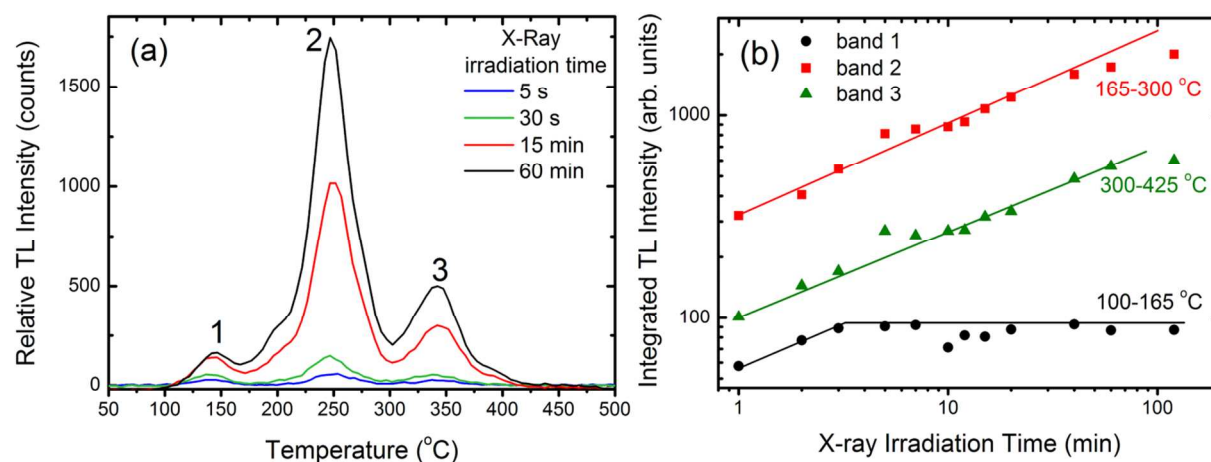 (a)
X-Ray
irradiation time
5 s
30 s
15 min
60 min
1
2
3
Relative TL Intensity (counts)
1500
1000
500
0
50 100 150 200 250 300 350 400 450 500
Temperature (°C)
(b)
band 1
band 2
band 3
165-300 °C
300-425 °C
100-165 °C
Integrated TL Intensity (arb. units)
1000
100
1 10 100
X-ray Irradiation Time (min)